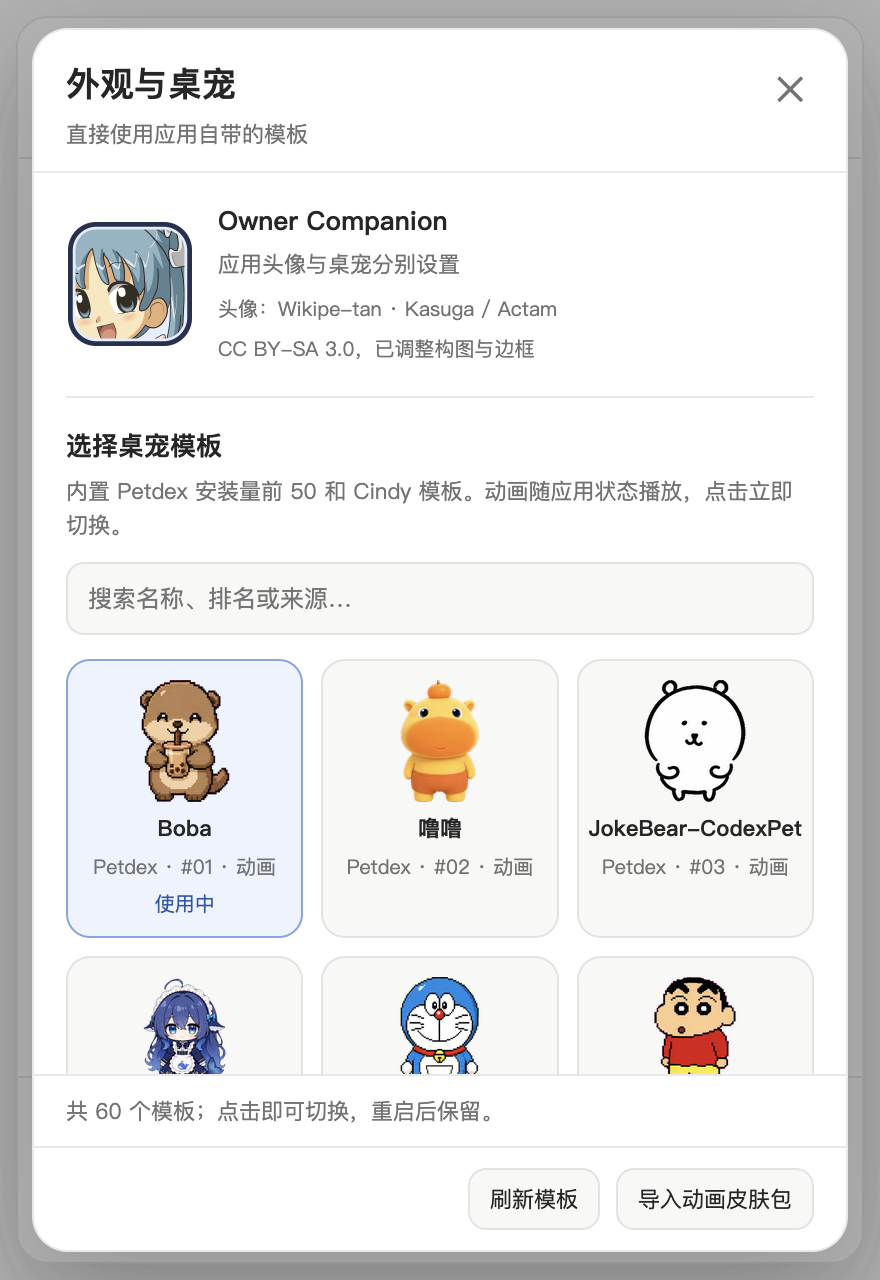 外观与桌宠
直接使用应用自带的模板
Owner Companion
应用头像与桌宠分别设置
头像：Wikipe-tan · Kasuga / Actam
CC BY-SA 3.0，已调整构图与边框
选择桌宠模板
内置 Petdex 安装量前 50 和 Cindy 模板。动画随应用状态播放，点击立即
切换。
搜索名称、排名或来源...
Boba
Petdex · #01 · 动画
使用中
噜噜
Petdex · #02 · 动画
JokeBear-CodexPet
Petdex · #03 · 动画
共 60 个模板；点击即可切换，重启后保留。
刷新模板
导入动画皮肤包